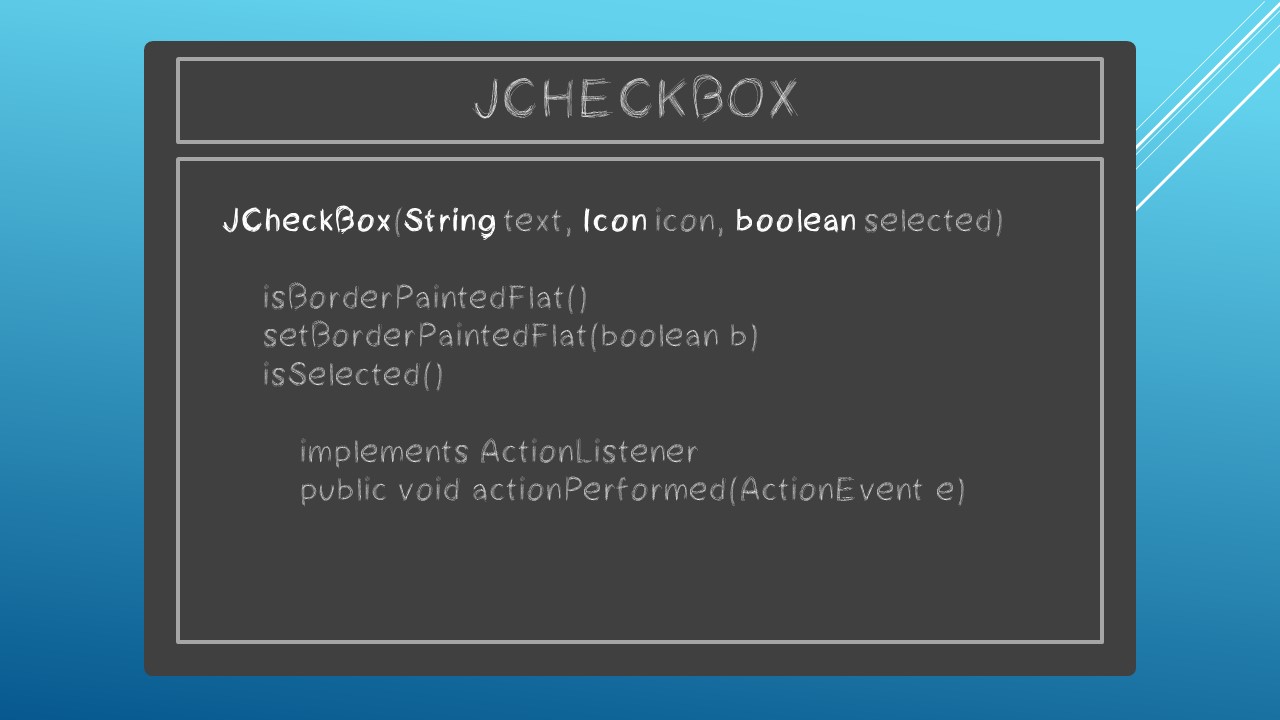 JCHECKBOX
JCheckBox(String text, Icon icon, boolean selected)
isBorderPaintedFlat()
setBorderPaintedFlat(boolean b)
isSelected()
implements ActionListener
public void actionPerformed(ActionEvent e)